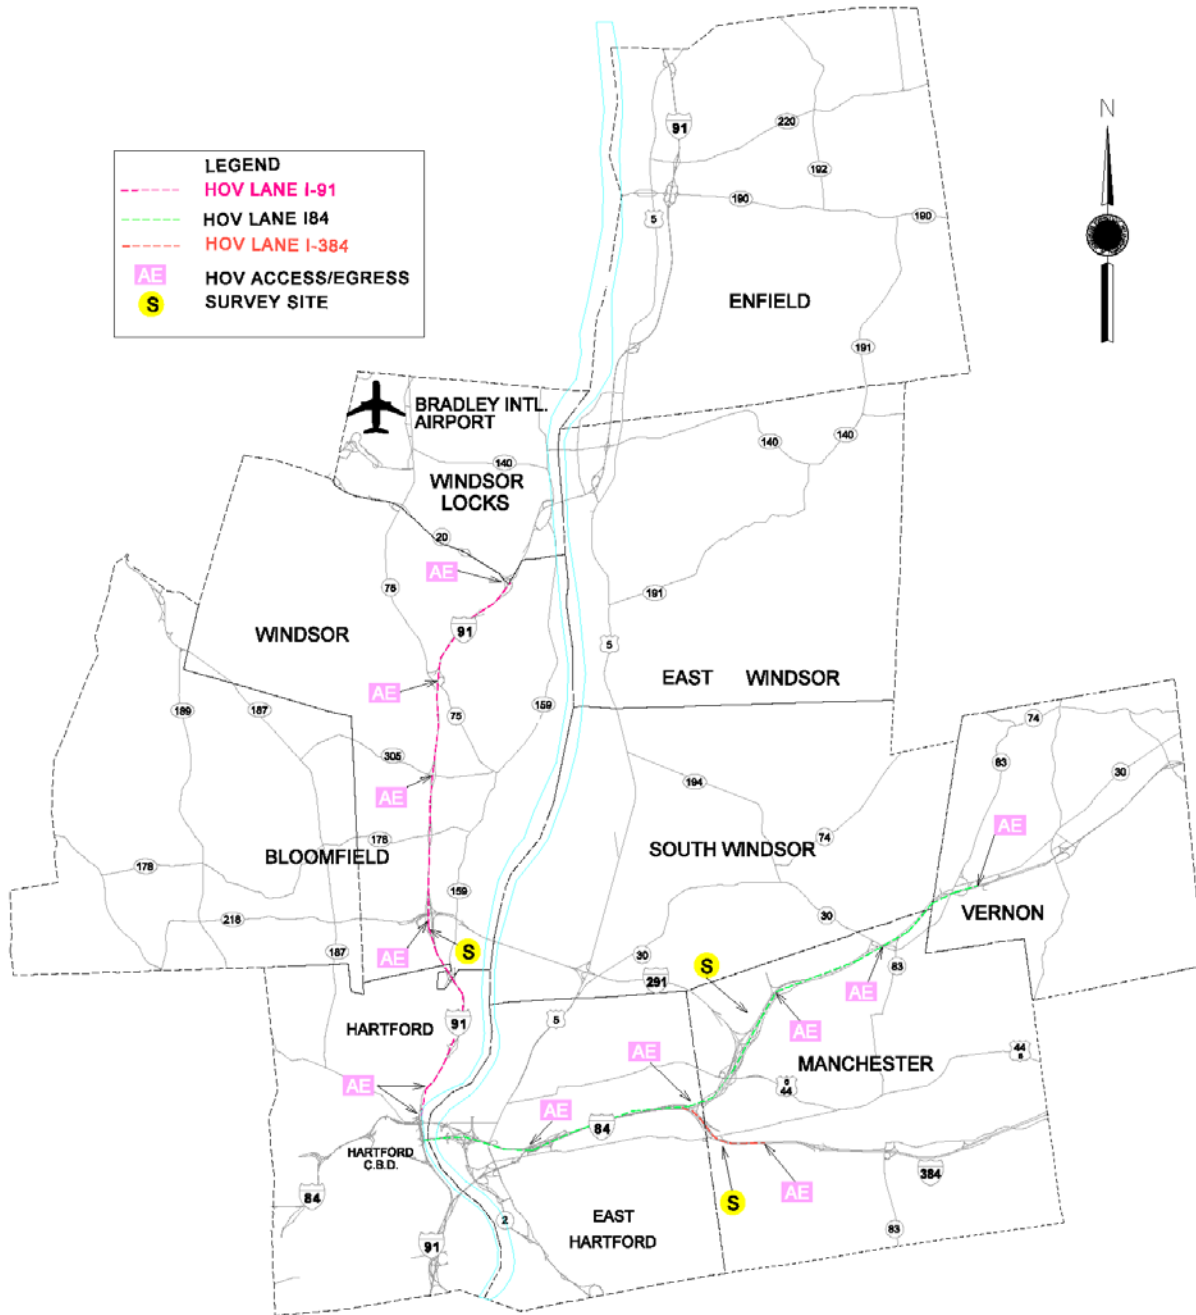 N
LEGEND
HOV LANE I-91
HOV LANE I84
HOV LANE I-384
AE HOV ACCESS/EGRESS
S SURVEY SITE
91
220
192
5
190
190
ENFIELD
191
BRADLEY INTL.
AIRPORT
140
140
140
WINDSOR
LOCKS
20
AE
75
191
WINDSOR
91
5
EAST WINDSOR
AE
189
187
75
159
74
83
30
305
194
AE
AE
178
74
BLOOMFIELD
SOUTH WINDSOR
178
159
218
30
VERNON
187
AE
S
30
83
S
291
AE
HARTFORD
91
5
AE
44
6
AE
MANCHESTER
AE
6
44
AE
84
HARTFORD
C.B.D.
384
AE
84
S
2
EAST
HARTFORD
83
91